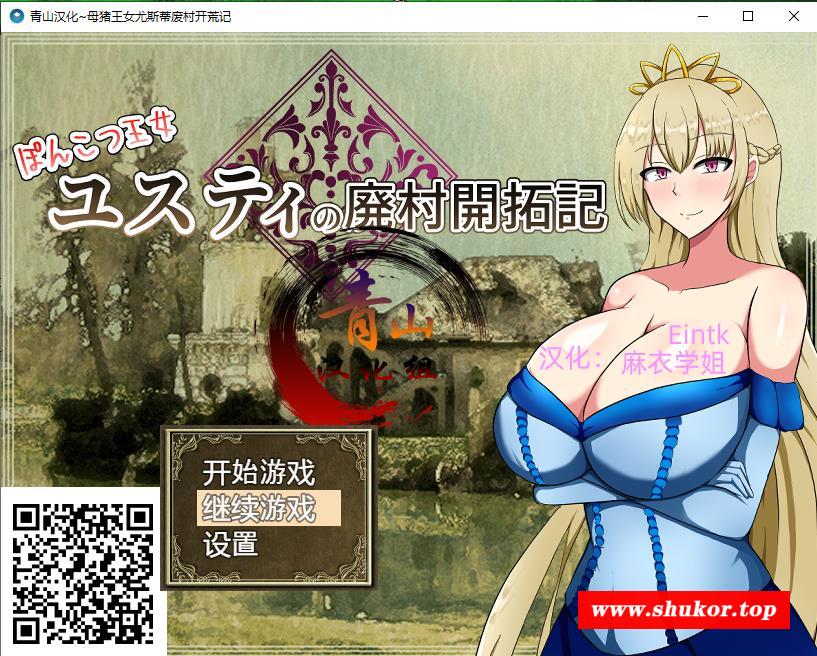 青山汉化~母猪王女尤斯蒂废村开荒记
ぽんこつ王女
ユスティの廃村開拓記
青山
汉化组
Eintk
汉化：麻衣学姐
开始游戏
继续游戏
设置
www.shukor.top